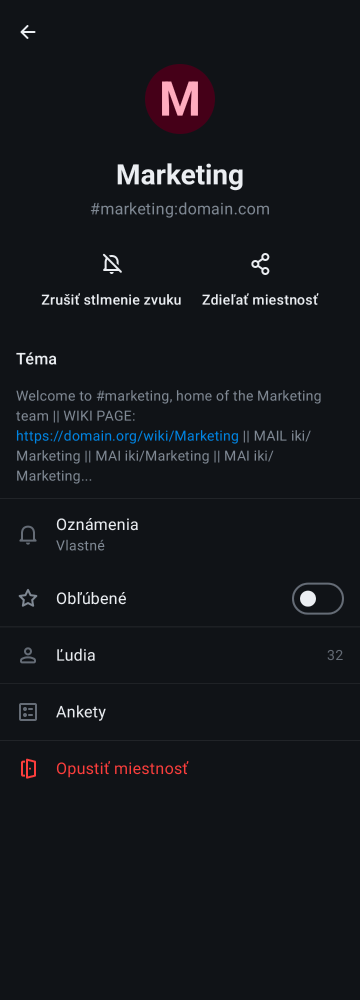 M
Marketing
#marketing:domain.com
Zrušiť stlmenie zvuku
Zdieľať miestnosť
Téma
Welcome to #marketing, home of the Marketing
team || WIKI PAGE:
https://domain.org/wiki/Marketing || MAIL iki/
Marketing || MAI iki/Marketing || MAI iki/
Marketing...
Oznámenia
Vlastné
Obľúbené
Ľudia
32
Ankety
Opustiť miestnosť